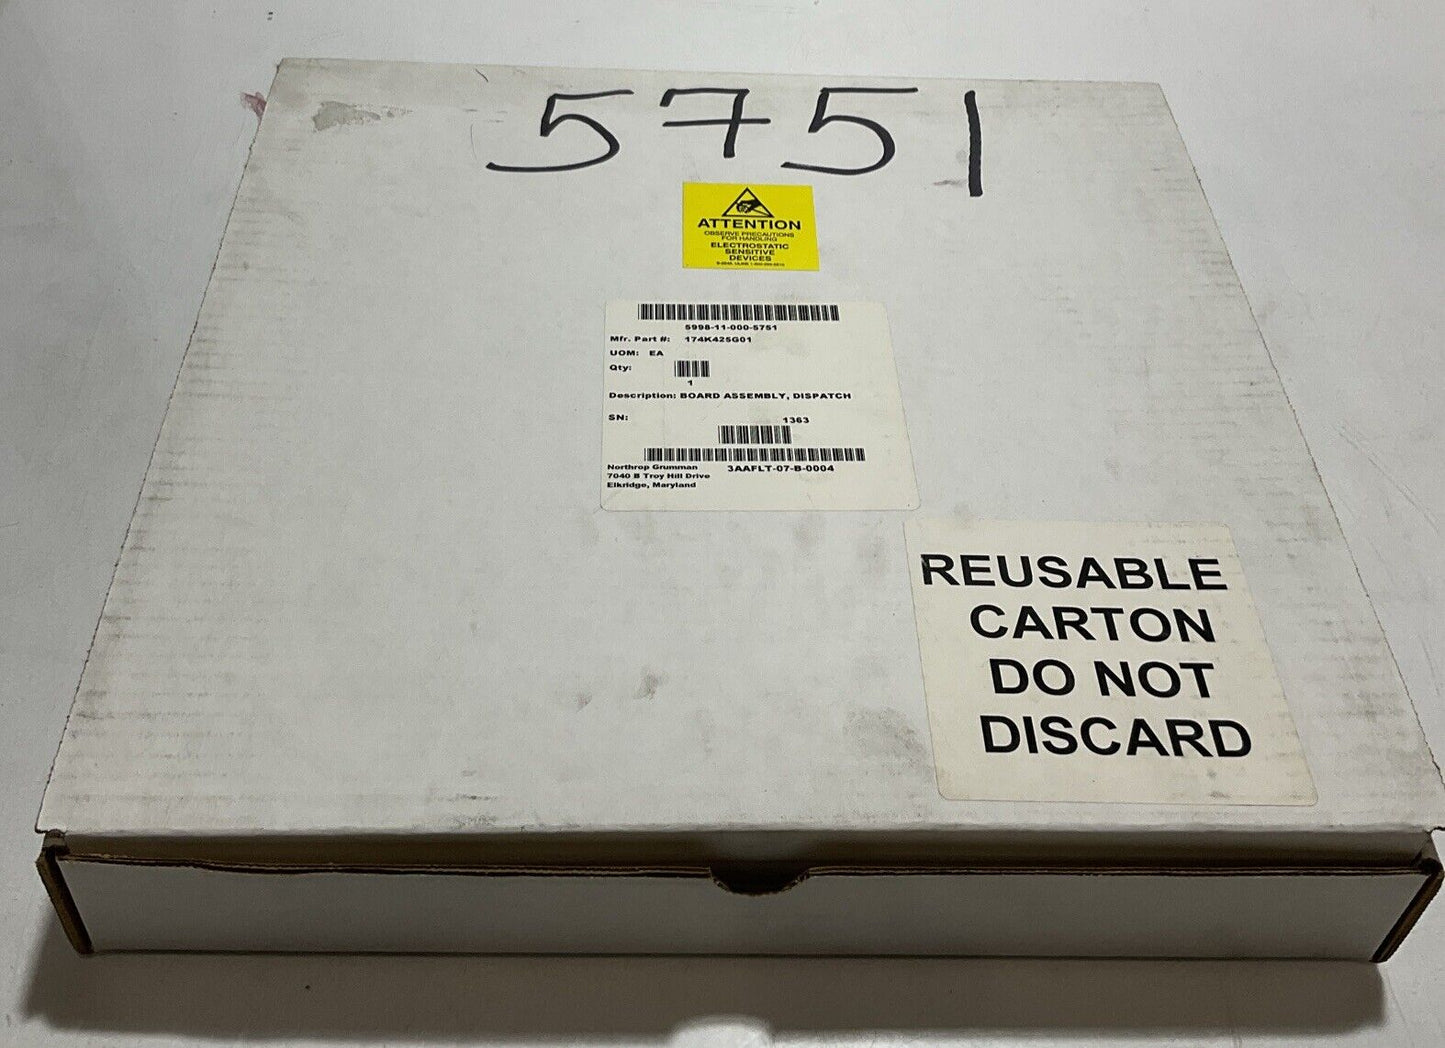 5751
ATTENTION
OBSERVE PRECAUTIONS
FOR HANDLING
ELECTROSTATIC
SENSITIVE
DEVICES
5998-11-000-5751
Mfr. Part #: 174K425G01
UOM: EA
Qty:
1
Description: BOARD ASSEMBLY, DISPATCH
SN: 1363
3AAFLT-07-B-0004
Northrop Grumman
7040 B Troy Hill Drive
Elkridge, Maryland
REUSABLE
CARTON
DO NOT
DISCARD